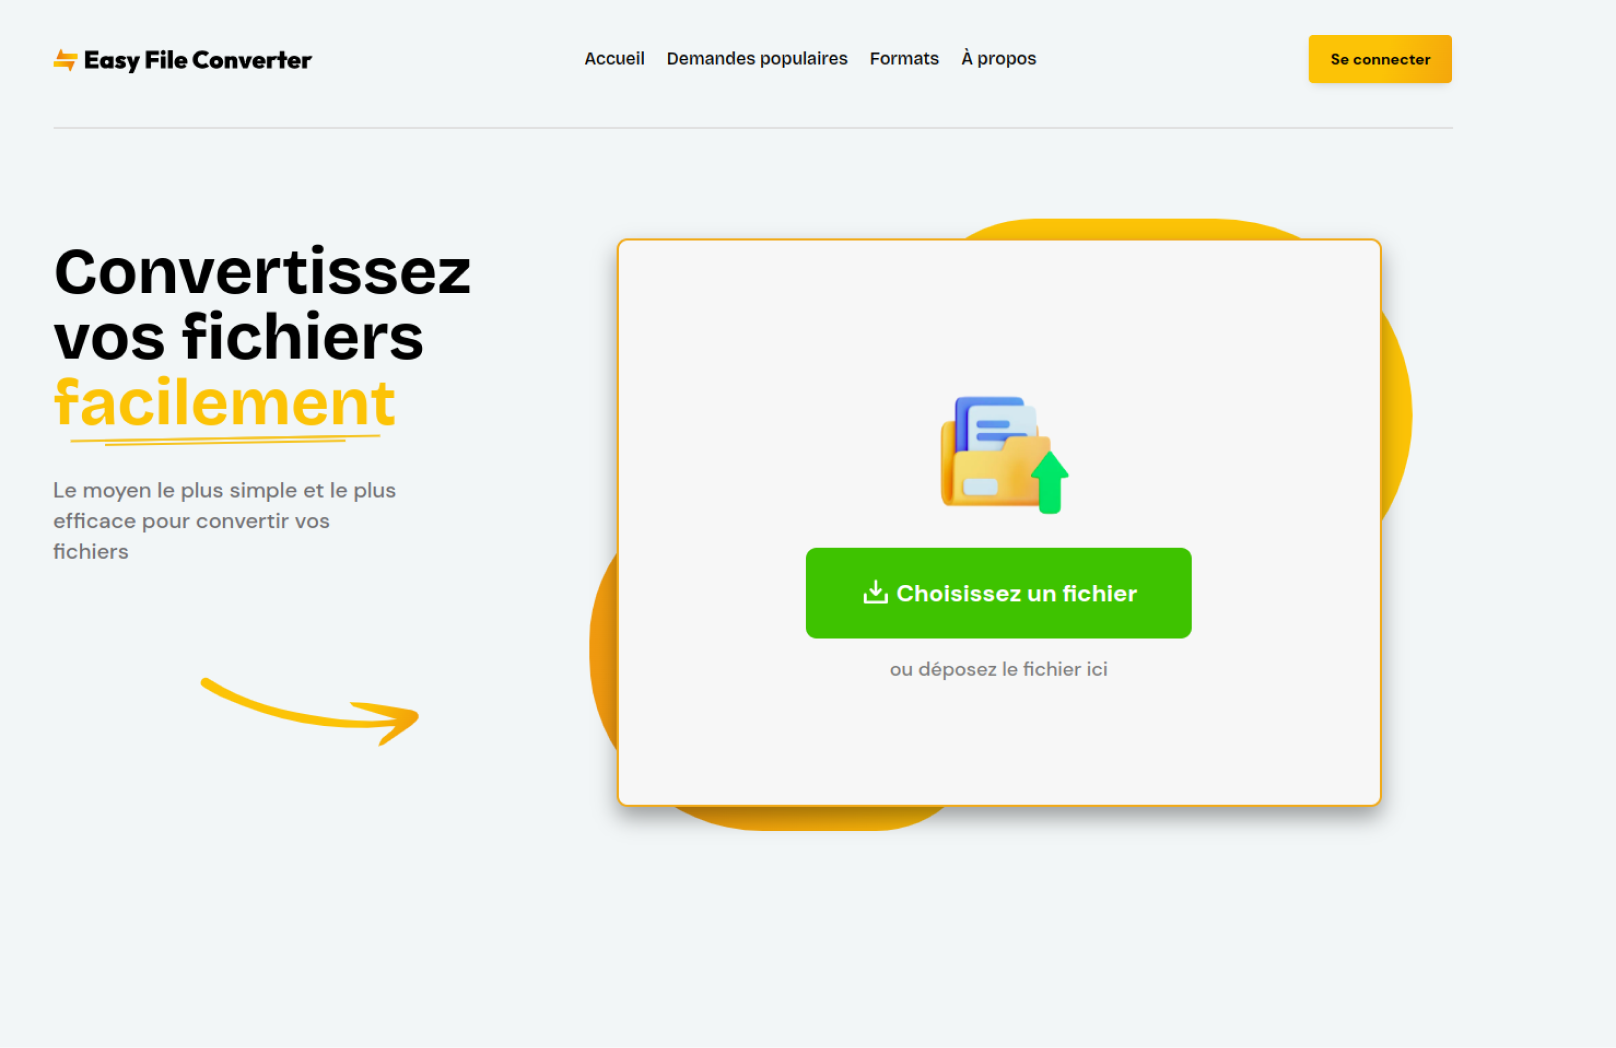 Easy File Converter
Accueil Demandes populaires Formats À propos
Se connecter
Convertissez
vos fichiers
facilement
Le moyen le plus simple et le plus
efficace pour convertir vos
fichiers
Choisissez un fichier
ou déposez le fichier ici